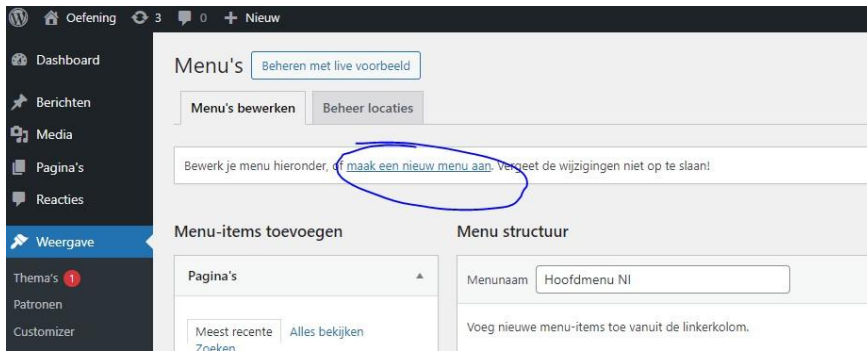 Oefening 3 0 + Nieuw
Dashboard
Berichten
Media
Pagina's
Reacties
Weergave
Thema's 1
Patronen
Customizer
Menu's Beheren met live voorbeeld
Menu's bewerken Beheer locaties
Bewerk je menu hieronder, of maak een nieuw menu aan. Vergeet de wijzigingen niet op te slaan!
Menu-items toevoegen
Pagina's
Meest recente Alles bekijken
Zoeken
Menu structuur
Menunaam Hoofdmenu Nl
Voeg nieuwe menu-items toe vanuit de linkerkolom.